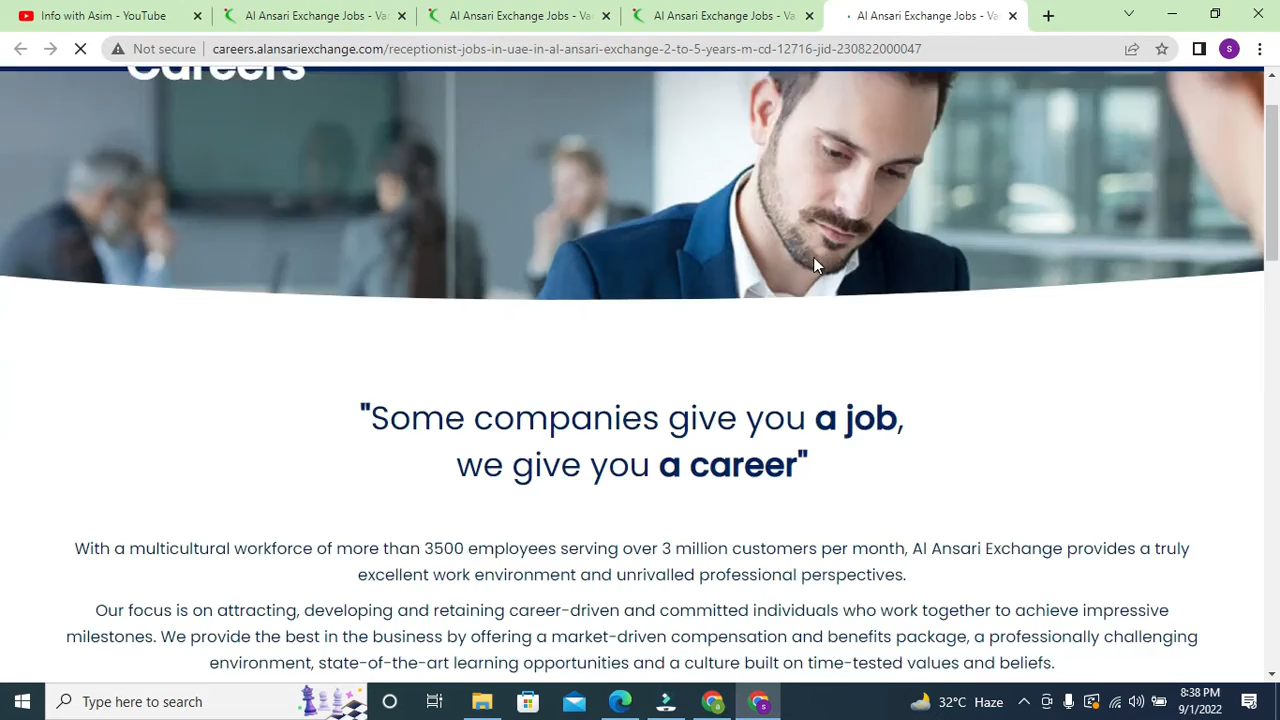 Info with Asim - YouTube
Al Ansari Exchange Jobs - Va
Al Ansari Exchange Jobs - Va
Al Ansari Exchange Jobs - Va
Al Ansari Exchange Jobs - Va
Not secure
careers.alansariexchange.com/receptionist-jobs-in-uae-in-al-ansari-exchange-2-to-5-years-m-cd-12716-jid-230822000047
S
Careers
"Some companies give you a job,
we give you a career"
With a multicultural workforce of more than 3500 employees serving over 3 million customers per month, Al Ansari Exchange provides a truly
excellent work environment and unrivalled professional perspectives.
Our focus is on attracting, developing and retaining career-driven and committed individuals who work together to achieve impressive
milestones. We provide the best in the business by offering a market-driven compensation and benefits package, a professionally challenging
environment, state-of-the-art learning opportunities and a culture built on time-tested values and beliefs.
Type here to search
32°C Haze
8:38 PM
9/1/2022